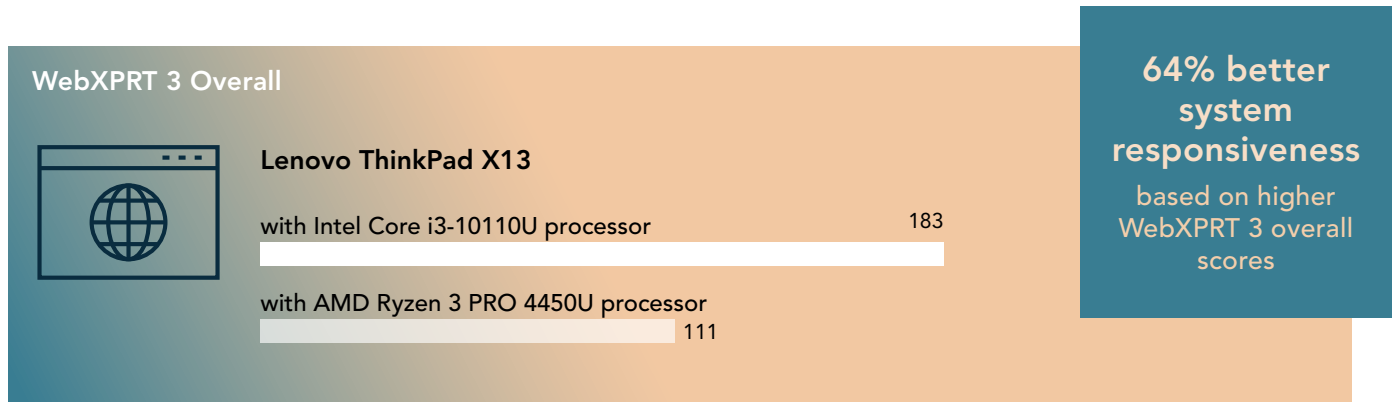 WebXPRT 3 Overall
64% better
system
responsiveness
based on higher
WebXPRT 3 overall
scores
Lenovo ThinkPad X13
with Intel Core i3-10110U processor
183
with AMD Ryzen 3 PRO 4450U processor
111